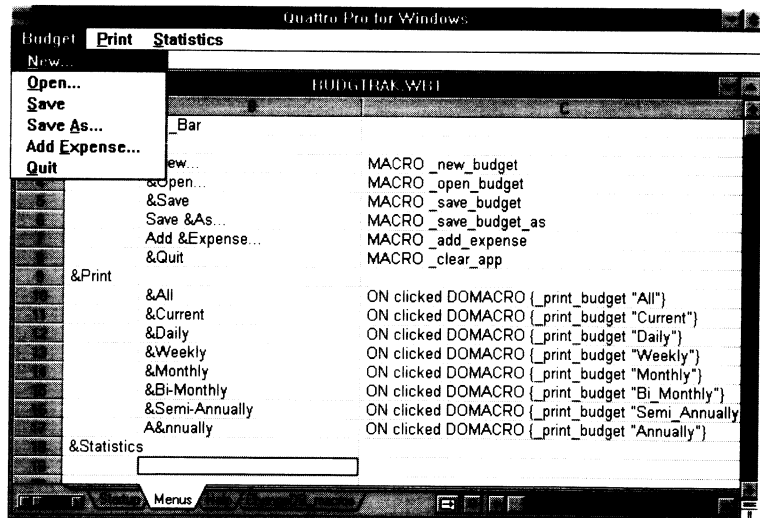 Quattro Pro for Windows
Budget Print Statistics
New...
Open...
Save
Save As...
Add Expense...
Quit
BUDGTRAK.WB1
B C
_Bar
ew... MACRO _new_budget
&Open... MACRO _open_budget
&Save MACRO _save_budget
Save &As... MACRO _save_budget_as
Add &Expense... MACRO _add_expense
&Quit MACRO _clear_app
&Print
&All ON clicked DOMACRO {_print_budget "All"}
&Current ON clicked DOMACRO {_print_budget "Current"}
&Daily ON clicked DOMACRO {_print_budget "Daily"}
&Weekly ON clicked DOMACRO {_print_budget "Weekly"}
&Monthly ON clicked DOMACRO {_print_budget "Monthly"}
&Bi-Monthly ON clicked DOMACRO {_print_budget "Bi_Monthly"}
&Semi-Annually ON clicked DOMACRO {_print_budget "Semi_Annually
A&nnually ON clicked DOMACRO {_print_budget "Annually"}
&Statistics
Menus